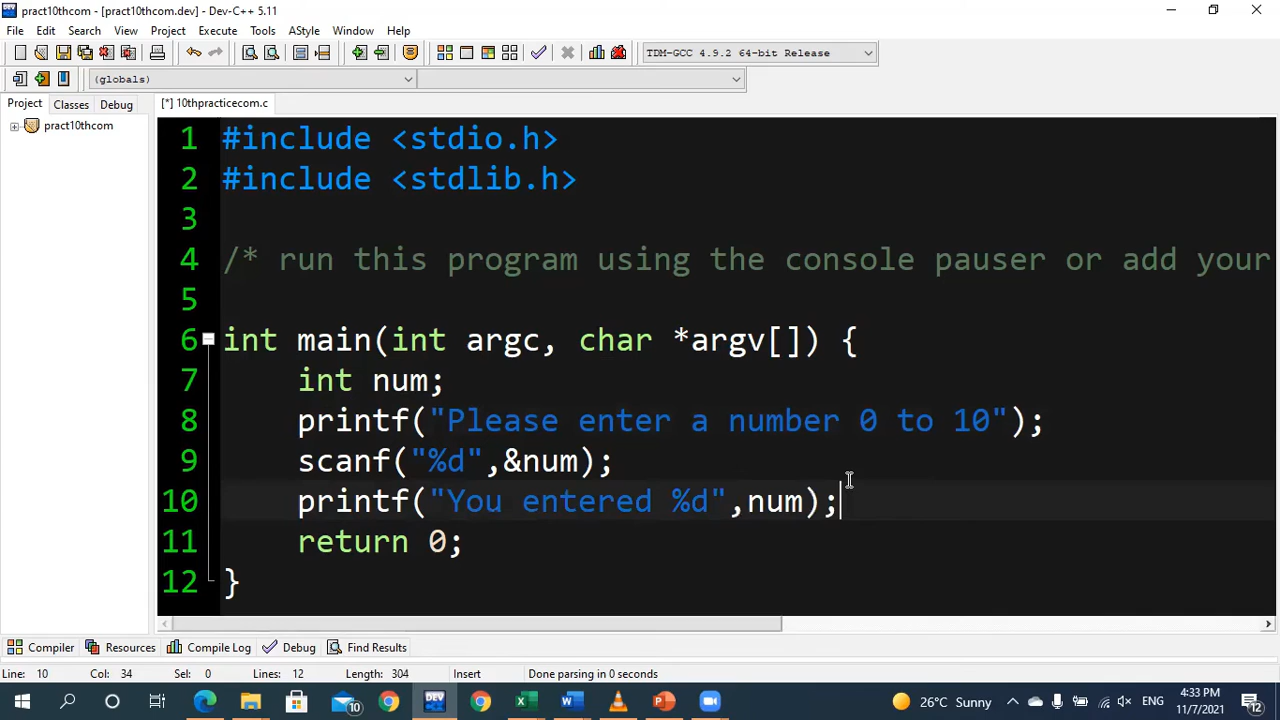 pract10thcom - [pract10thcom.dev] - Dev-C++ 5.11
File Edit Search View Project Execute Tools AStyle Window Help
TDM-GCC 4.9.2 64-bit Release
(globals)
Project Classes Debug
[*] 10thpracticecom.c
pract10thcom
1 #include <stdio.h>
2 #include <stdlib.h>
3
4 /* run this program using the console pauser or add your
5
6 int main(int argc, char *argv[]) {
7 int num;
8 printf("Please enter a number 0 to 10");
9 scanf("%d",&num);
10 printf("You entered %d",num);
11 return 0;
12 }
Compiler Resources Compile Log Debug Find Results
Line: 10 Col: 34 Sel: 0 Lines: 12 Length: 304 Insert Done parsing in 0 seconds
10 DEV 26°C Sunny ENG 4:33 PM
11/7/2021 12